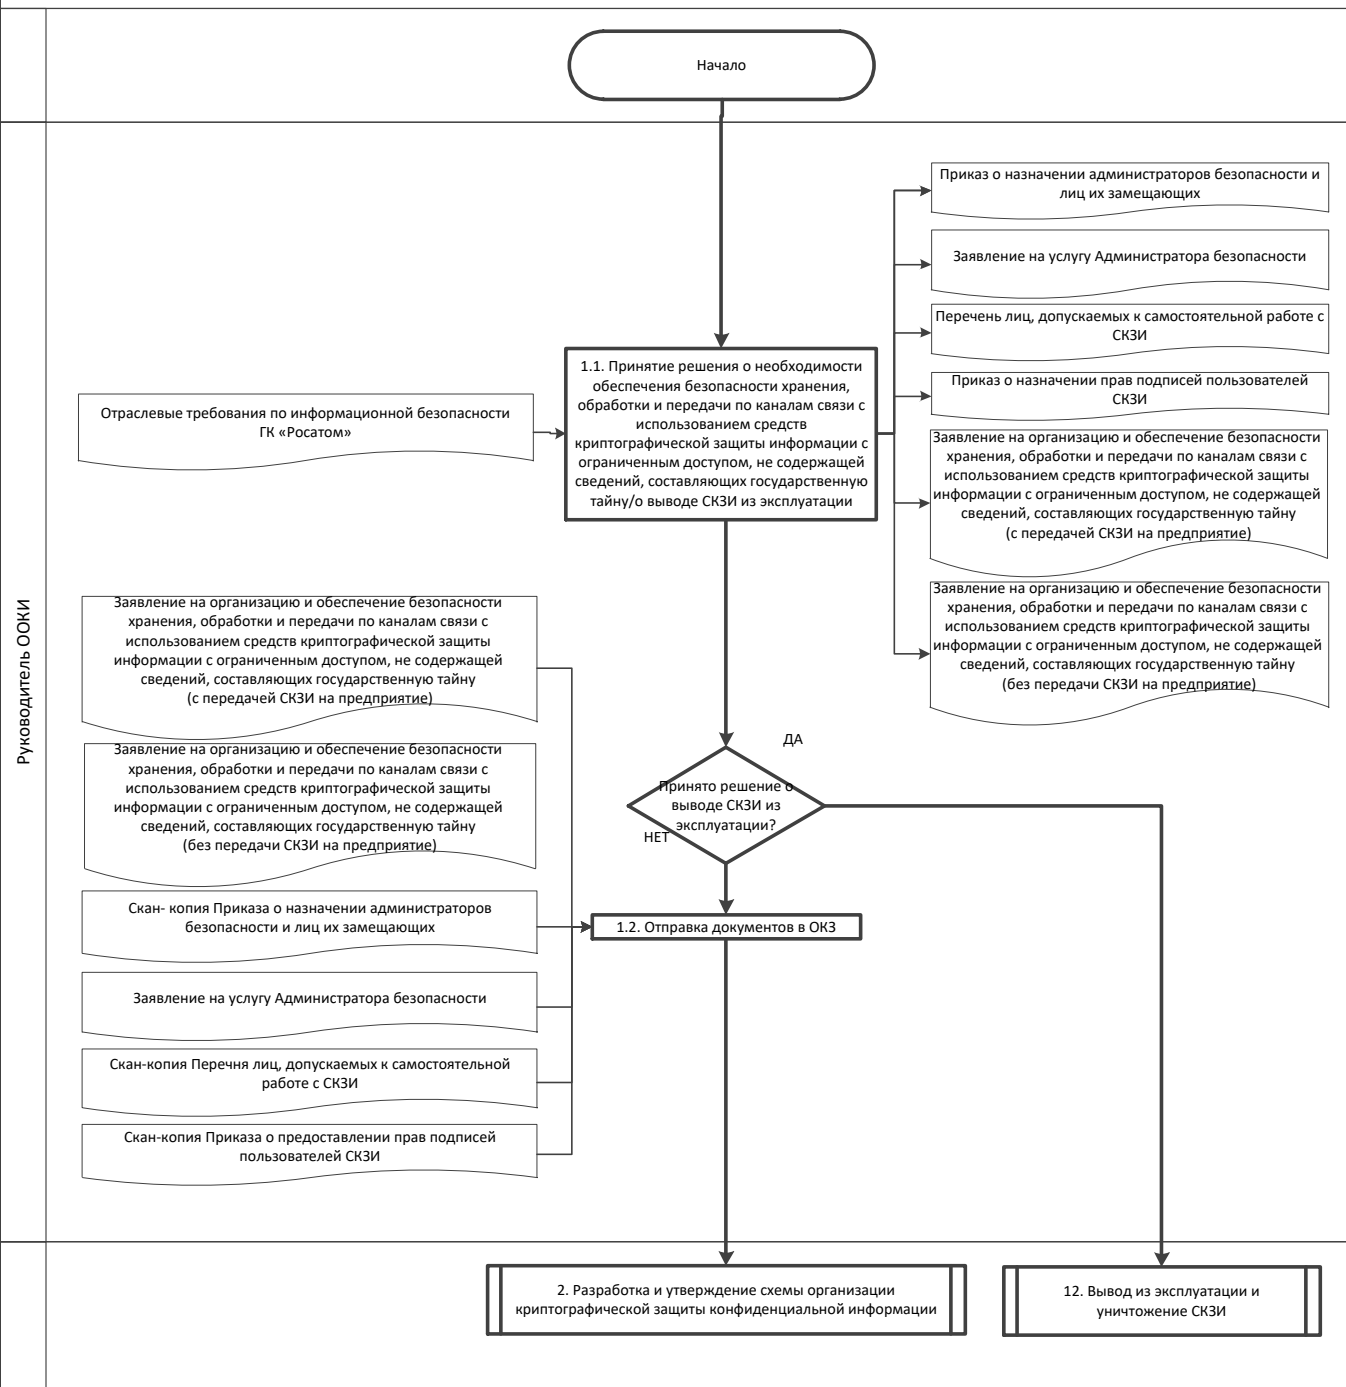 Начало
Приказ о назначении администраторов безопасности и
лиц их замещающих
Заявление на услугу Администратора безопасности
Перечень лиц, допускаемых к самостоятельной работе с
СКЗИ
Приказ о назначении прав подписей пользователей
СКЗИ
Заявление на организацию и обеспечение безопасности
хранения, обработки и передачи по каналам связи с
использованием средств криптографической защиты
информации с ограниченным доступом, не содержащей
сведений, составляющих государственную тайну
(с передачей СКЗИ на предприятие)
Заявление на организацию и обеспечение безопасности
хранения, обработки и передачи по каналам связи с
использованием средств криптографической защиты
информации с ограниченным доступом, не содержащей
сведений, составляющих государственную тайну
(без передачи СКЗИ на предприятие)
1.1. Принятие решения о необходимости
обеспечения безопасности хранения,
обработки и передачи по каналам связи с
использованием средств
криптографической защиты информации с
ограниченным доступом, не содержащей
сведений, составляющих государственную
тайну/о выводе СКЗИ из эксплуатации
Отраслевые требования по информационной безопасности
ГК «Росатом»
Руководитель ООКИ
Заявление на организацию и обеспечение безопасности
хранения, обработки и передачи по каналам связи с
использованием средств криптографической защиты
информации с ограниченным доступом, не содержащей
сведений, составляющих государственную тайну
(с передачей СКЗИ на предприятие)
Заявление на организацию и обеспечение безопасности
хранения, обработки и передачи по каналам связи с
использованием средств криптографической защиты
информации с ограниченным доступом, не содержащей
сведений, составляющих государственную тайну
(без передачи СКЗИ на предприятие)
ДА
Принято решение о
выводе СКЗИ из
эксплуатации?
НЕТ
Скан- копия Приказа о назначении администраторов
безопасности и лиц их замещающих
1.2. Отправка документов в ОКЗ
Заявление на услугу Администратора безопасности
Скан-копия Перечня лиц, допускаемых к самостоятельной
работе с СКЗИ
Скан-копия Приказа о предоставлении прав подписей
пользователей СКЗИ
2. Разработка и утверждение схемы организации
криптографической защиты конфиденциальной информации
12. Вывод из эксплуатации и
уничтожение СКЗИ